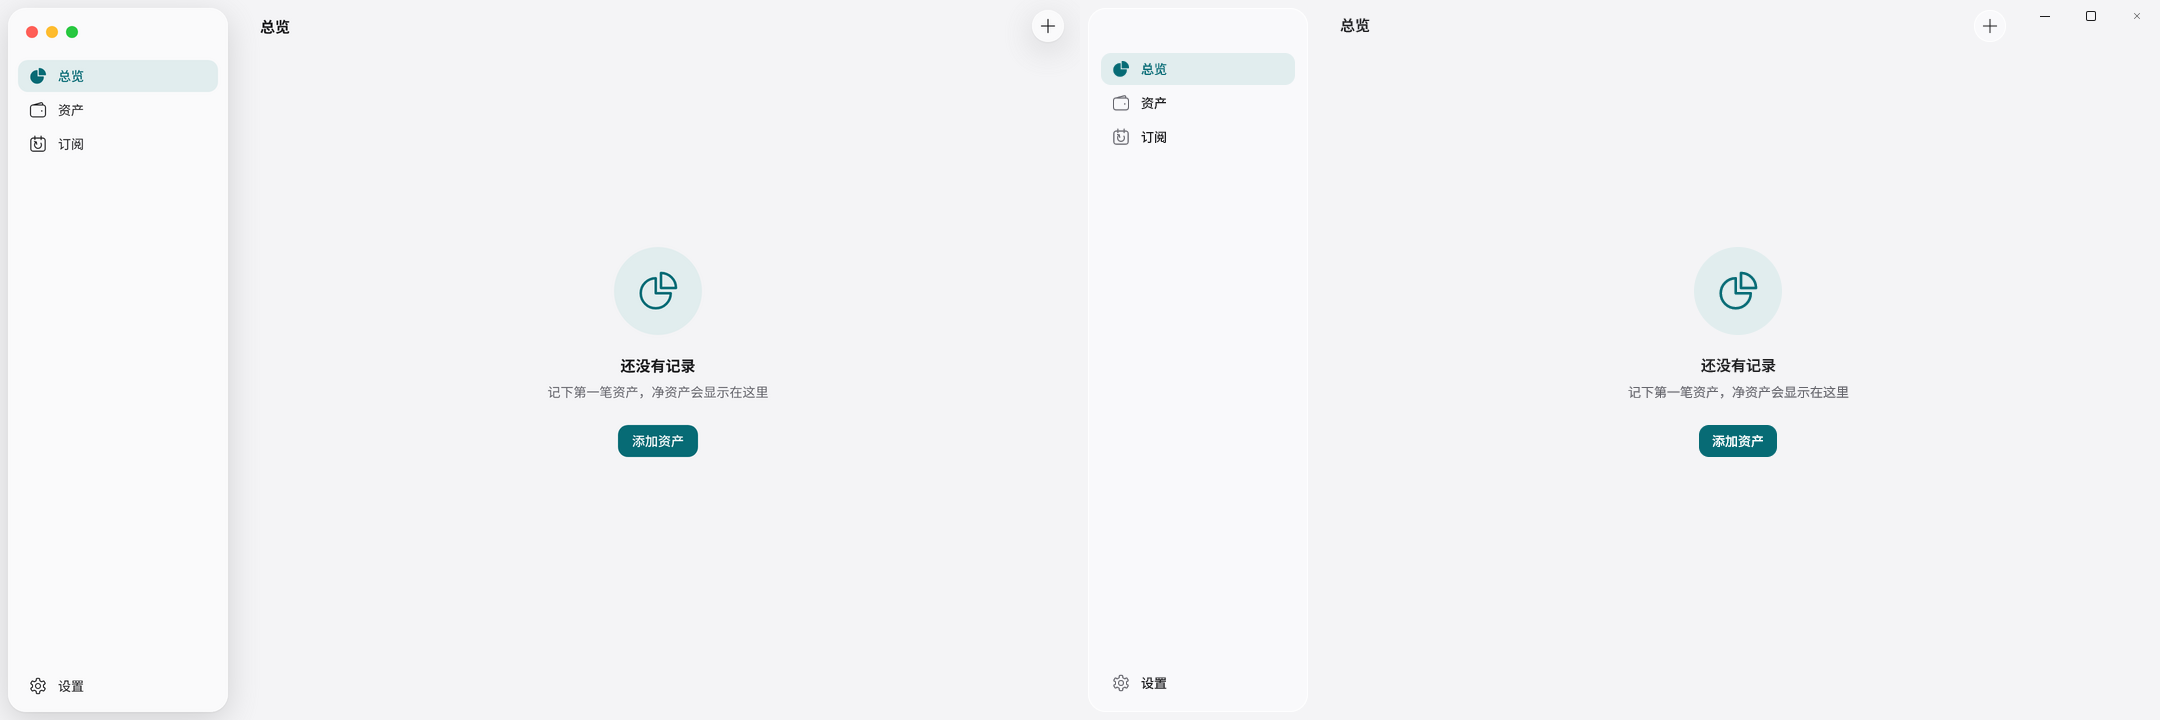 总览
资产
订阅
设置
总览
还没有记录
记下第一笔资产，净资产会显示在这里
添加资产
总览
资产
订阅
设置
总览
还没有记录
记下第一笔资产，净资产会显示在这里
添加资产